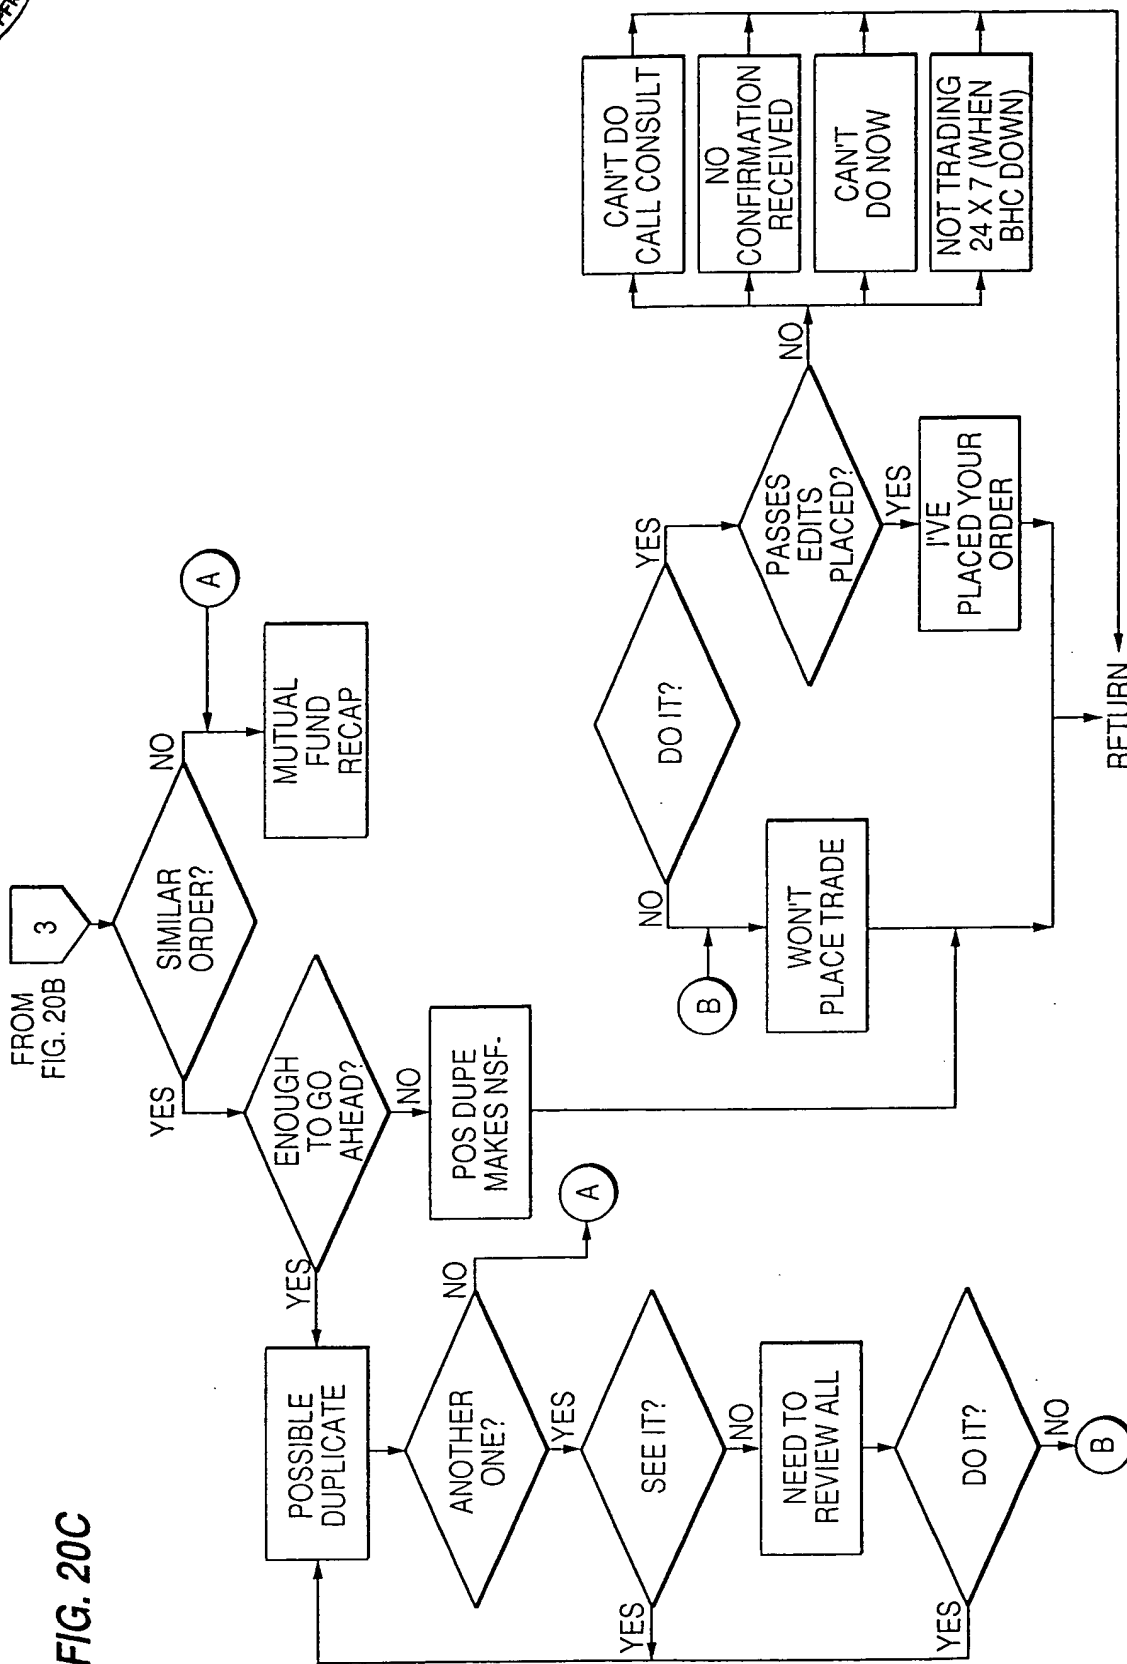 FIG. 20C
FROM
FIG. 20B
3
SIMILAR
ORDER?
YES
NO
A
MUTUAL
FUND
RECAP
ENOUGH
TO GO
AHEAD?
YES
NO
POS DUPE
MAKES NSF-
POSSIBLE
DUPLICATE
ANOTHER
ONE?
NO
A
YES
SEE IT?
YES
NO
NEED TO
REVIEW ALL
DO IT?
YES
NO
B
DO IT?
NO
YES
B
WON'T
PLACE TRADE
PASSES
EDITS
PLACED?
NO
YES
I'VE
PLACED YOUR
ORDER
CAN'T DO
CALL CONSULT
NO
CONFIRMATION
RECEIVED
CAN'T
DO NOW
NOT TRADING
24 X 7 (WHEN
BHC DOWN)
RETURN